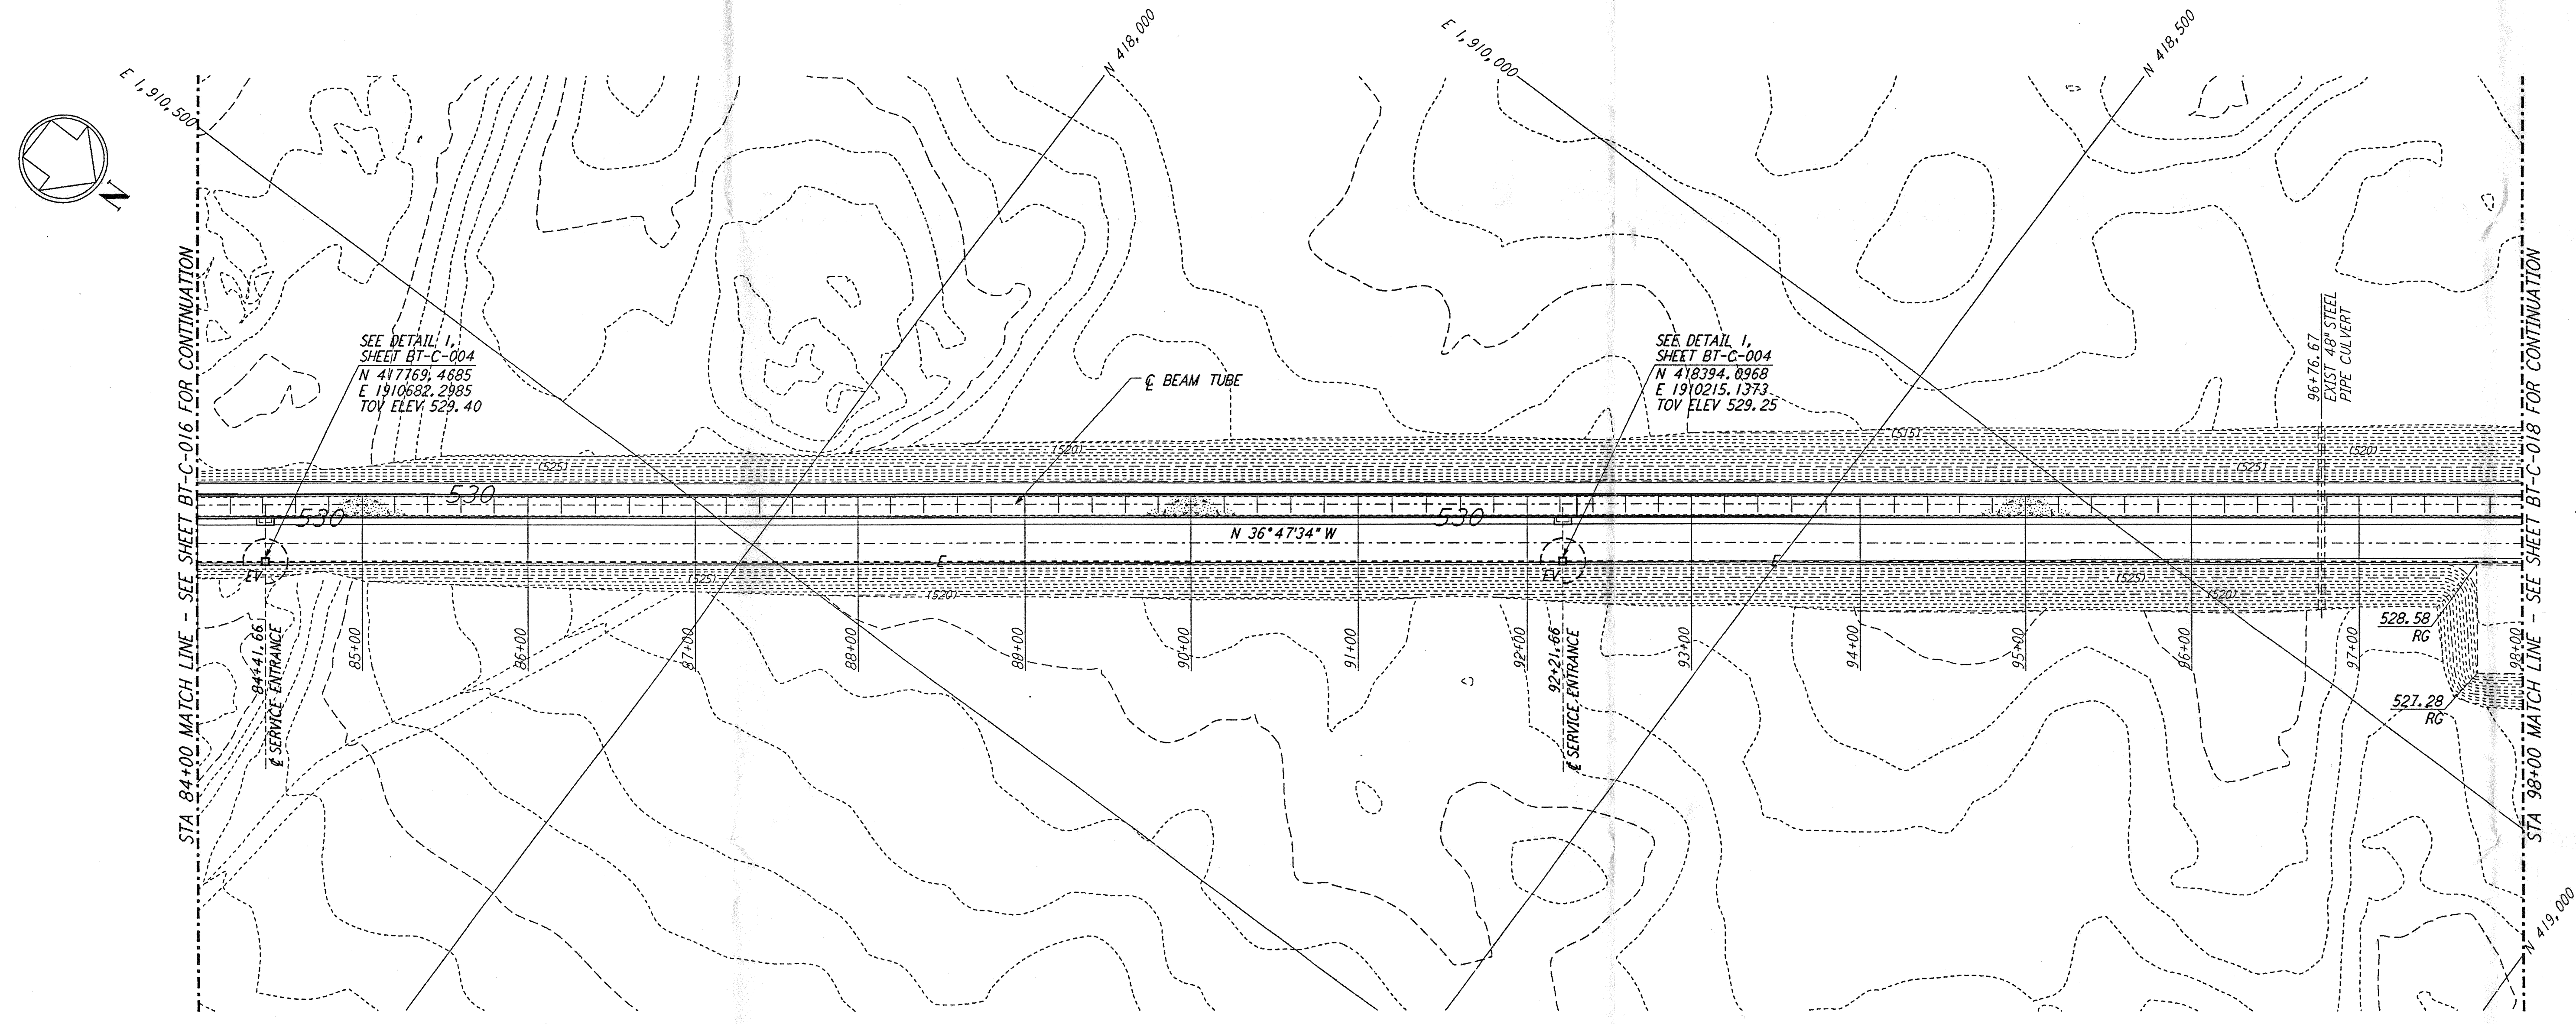 E 1,910,500
N 418,000
E 1,910,000
N 418,500
N
STA 84+00 MATCH LINE - SEE SHEET BT-C-016 FOR CONTINUATION
SEE DETAIL 1,
SHEET BT-C-004
N 417769.4685
E 1910682.2985
TOV ELEV 529.40
℄ BEAM TUBE
SEE DETAIL 1,
SHEET BT-C-004
N 418394.0968
E 1910215.1373
TOV ELEV 529.25
96+76.67
EXIST 48" STEEL
PIPE CULVERT
STA 98+00 MATCH LINE - SEE SHEET BT-C-018 FOR CONTINUATION
(525)
(520)
(515)
(525)
(520)
530
530
530
N 36°47'34" W
E
E
EV
EV
(525)
(520)
(525)
(520)
84+41.66
℄ SERVICE ENTRANCE
85+00
86+00
87+00
88+00
89+00
90+00
91+00
92+00
92+21.66
℄ SERVICE ENTRANCE
93+00
94+00
95+00
96+00
97+00
98+00
528.58
RG
527.28
RG
N 419,000